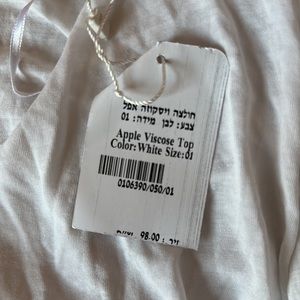 חולצה ויסקוזה אפל
צבע: לבן מידה: 01
Apple Viscose Top
Color:White Size:01
0106390/050/01
98.00